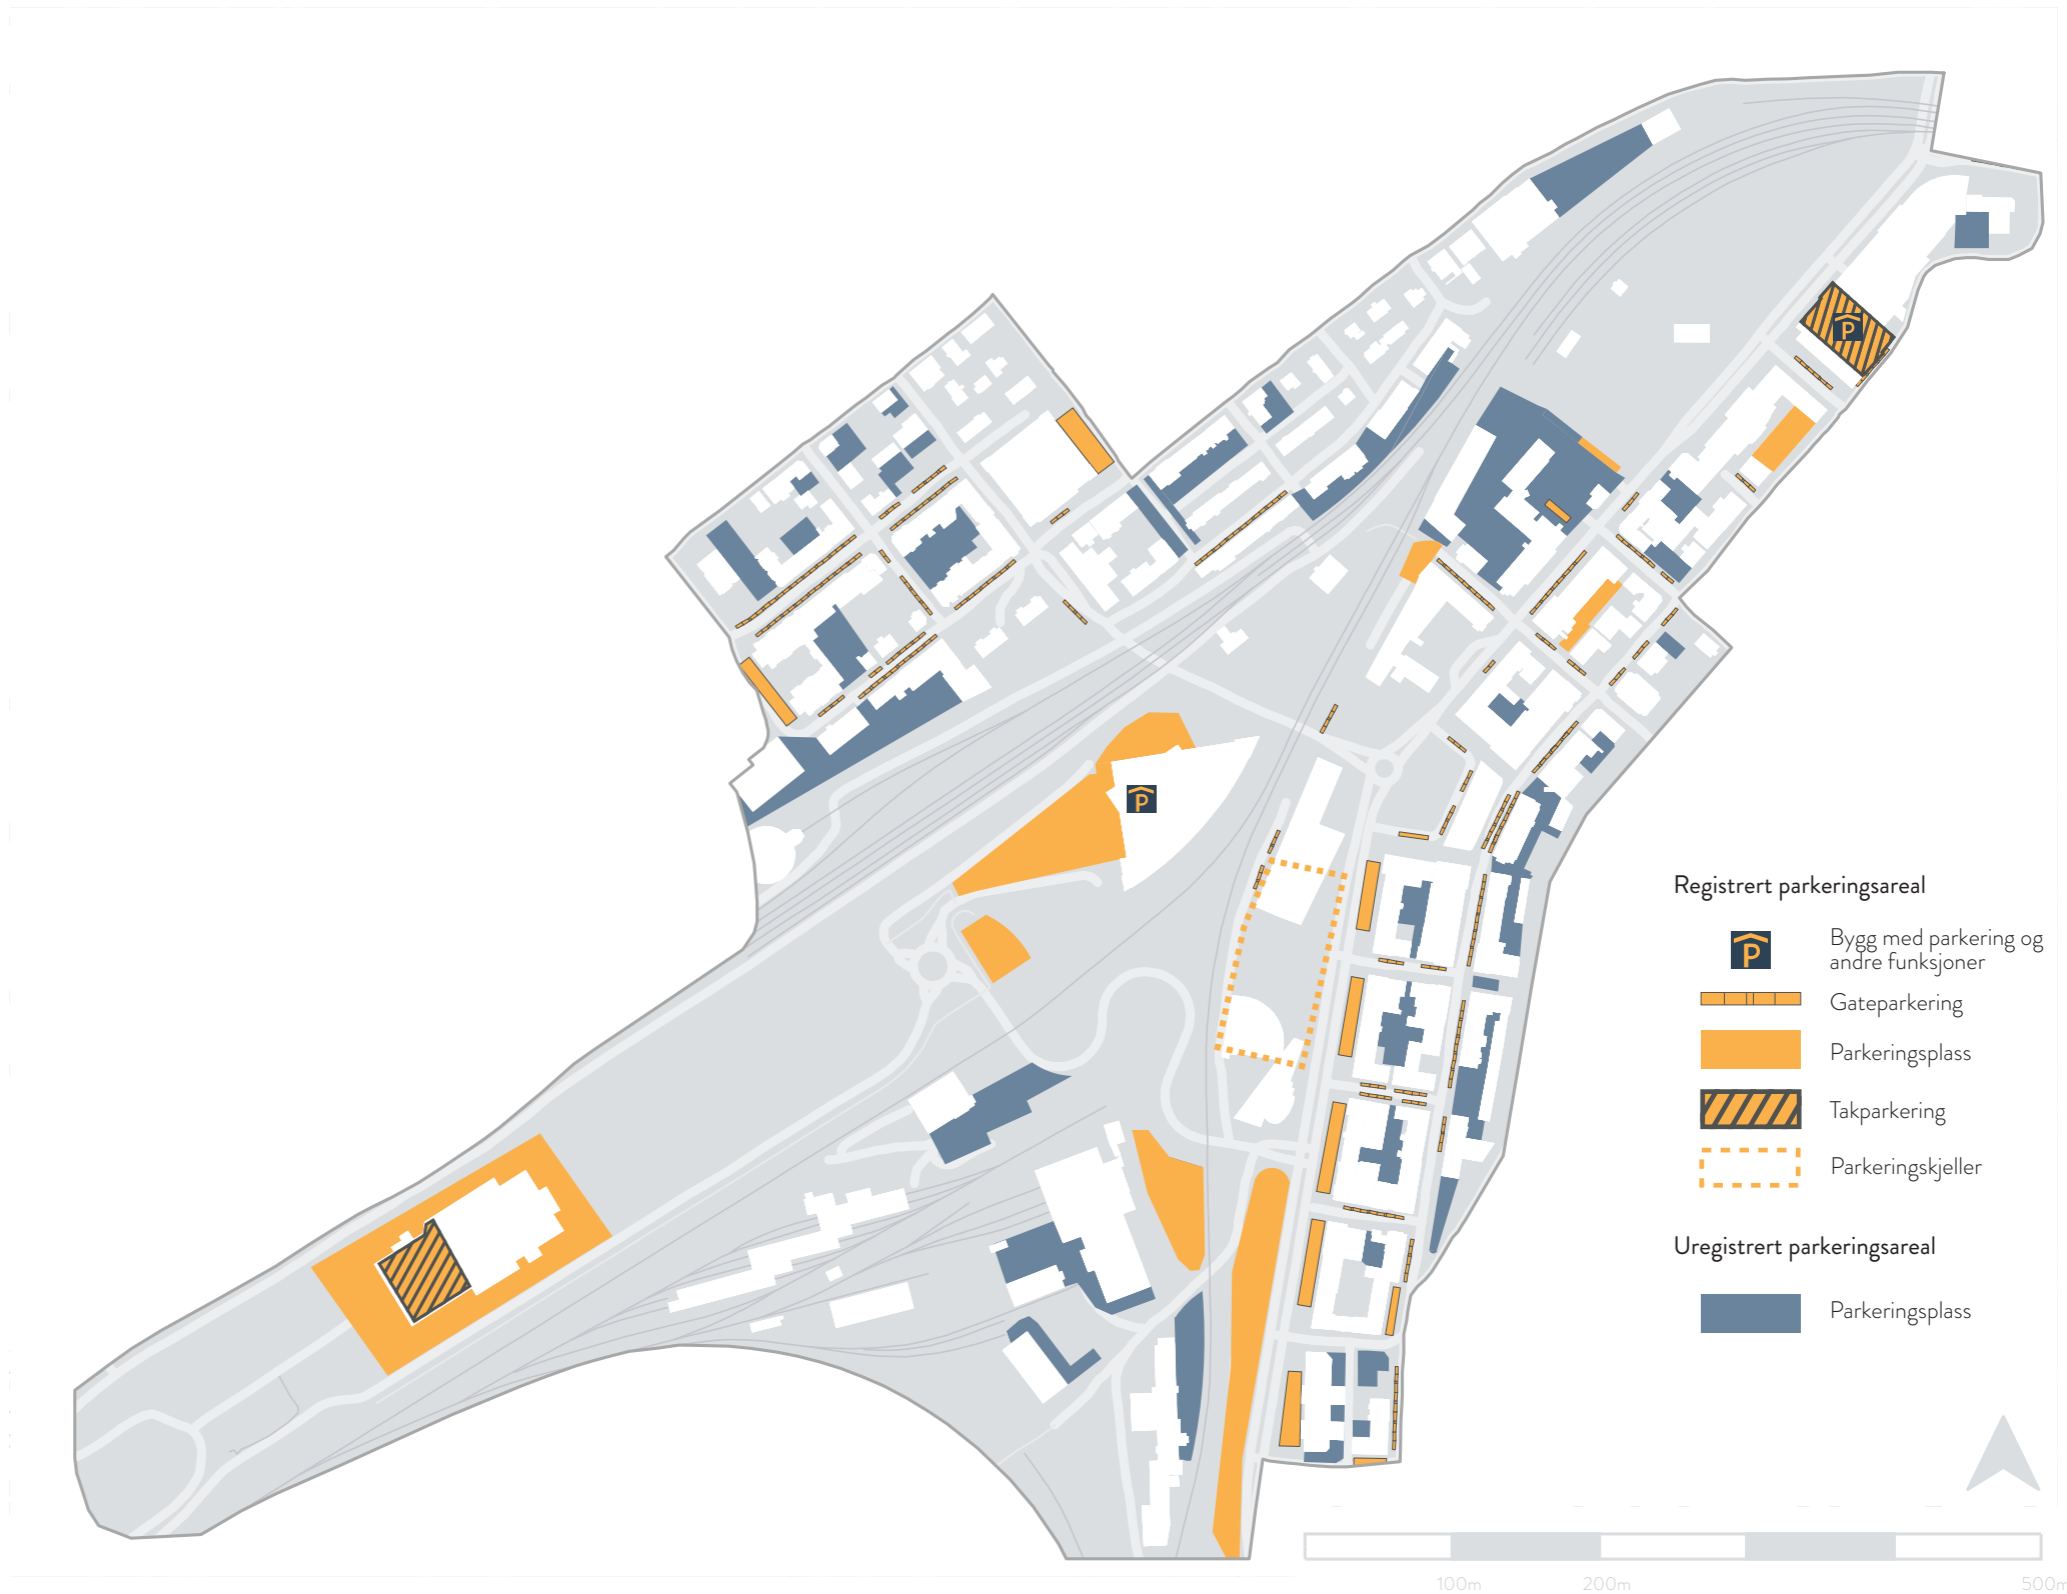 P
P
Registrert parkeringsareal
P
Bygg med parkering og
andre funksjoner
Gateparkering
Parkeringsplass
Takparkering
Parkeringskjeller
Uregistrert parkeringsareal
Parkeringsplass
100m
200m
500m